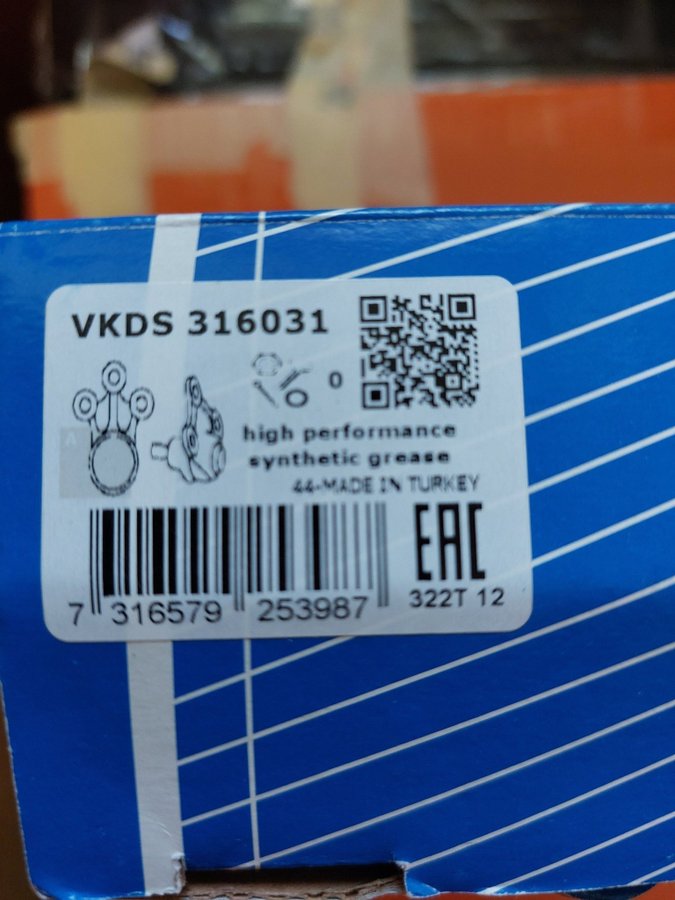 VKDS 316031
A
0
high performance
synthetic grease
44-MADE IN TURKEY
EAC
7 316579 253987
322T 12